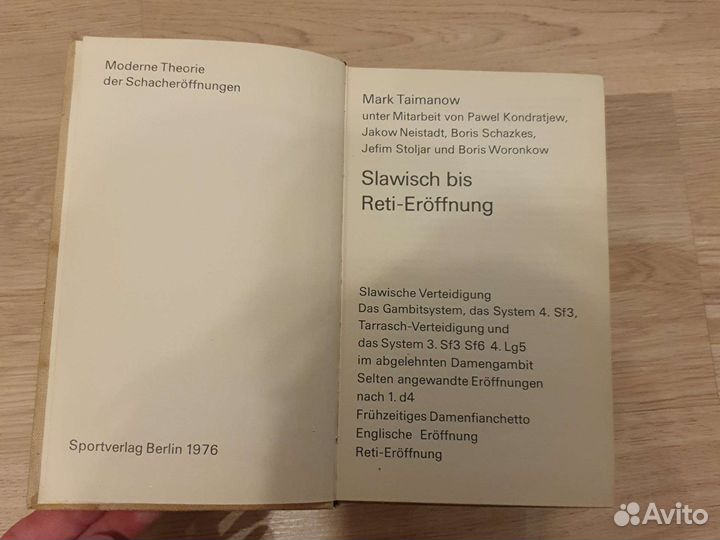 Moderne Theorie
der Schacheröffnungen
Sportverlag Berlin 1976
Mark Taimanow
unter Mitarbeit von Pawel Kondratjew,
Jakow Neistadt, Boris Schazkes,
Jefim Stoljar und Boris Woronkow
Slawisch bis
Reti-Eröffnung
Slawische Verteidigung
Das Gambitsystem, das System 4. Sf3,
Tarrasch-Verteidigung und
das System 3. Sf3 Sf6 4. Lg5
im abgelehnten Damengambit
Selten angewandte Eröffnungen
nach 1. d4
Frühzeitiges Damenfianchetto
Englische Eröffnung
Reti-Eröffnung
Avito